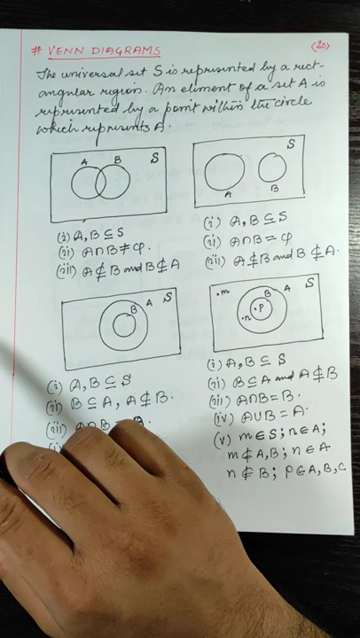 # VENN DIAGRAMS
<20>
The universal set S is represented by a rect-
angular region. An element of a set A is
represented by a point within the circle
which represents A.
A B S
(i) A, B ⊆ S
(ii) A∩B ≠ φ.
(iii) A ⊈ B and B ⊈ A
S
A B
(i) A, B ⊆ S
(ii) A∩B = φ
(iii) A ⊈ B and B ⊈ A.
B A S
(i) A, B ⊆ S
(ii) B ⊆ A, A ⊈ B.
(iii) A∩B = B.
.m B A S
.n .P
(i) A, B ⊆ S
(ii) B ⊆ A and A ⊈ B
(iii) A∩B = B.
(iv) A∪B = A.
(v) m ∈ S; n ∈ A;
m ∉ A, B; n ∈ A
n ∉ B; P ∈ A, B,